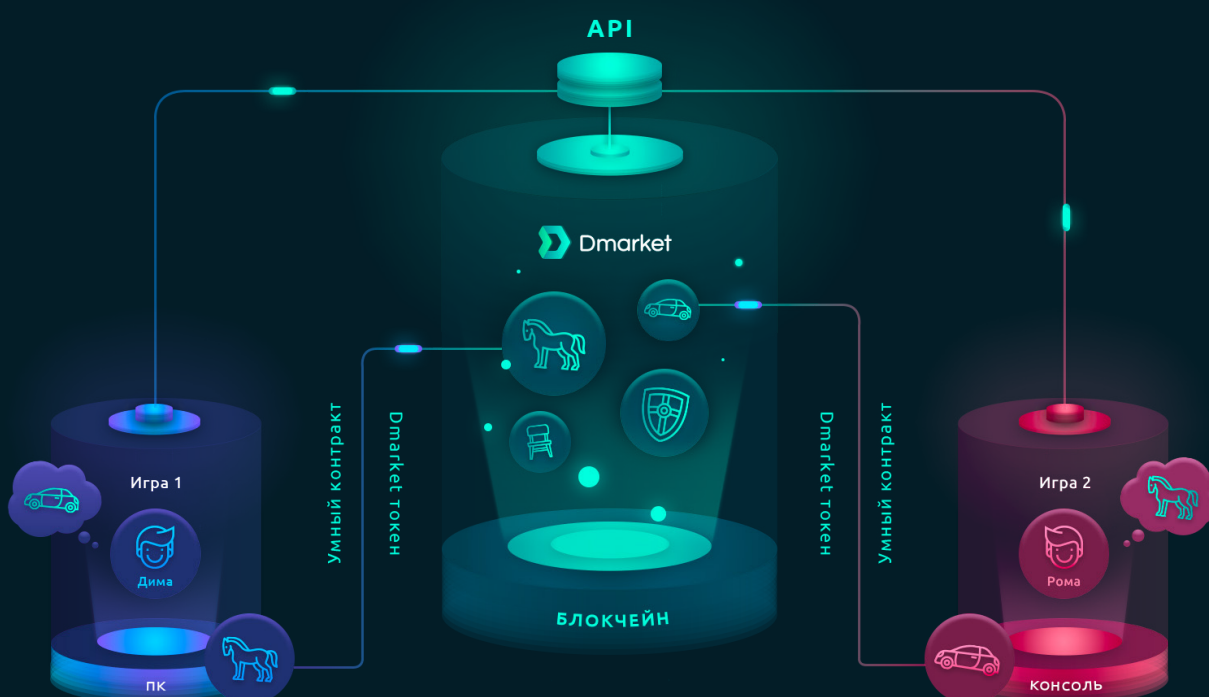 API
Dmarket
Умный контракт
Dmarket токен
Dmarket токен
Умный контракт
Игра 1
Дима
ПК
БЛОКЧЕЙН
Игра 2
Рома
КОНСОЛЬ